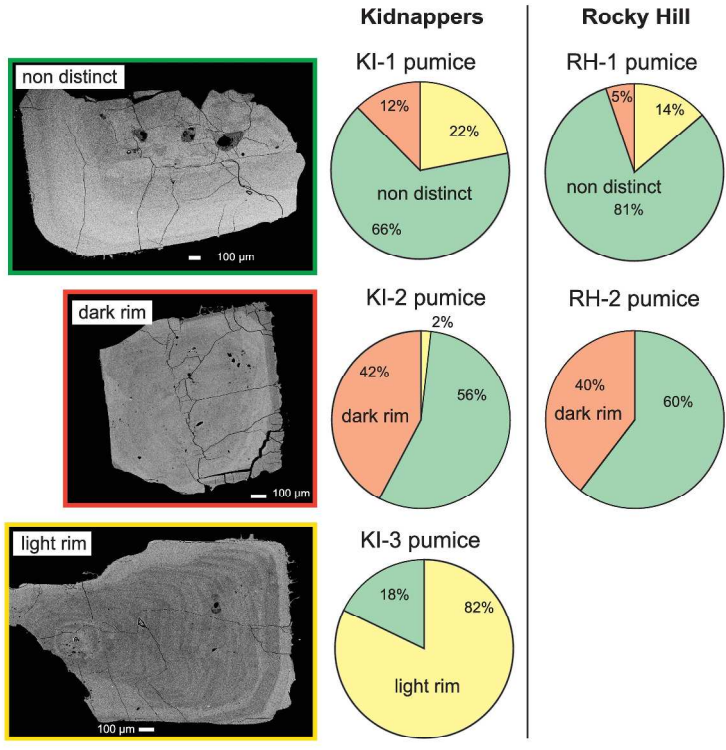 Kidnappers
Rocky Hill
non distinct
100 µm
KI-1 pumice
12%
22%
non distinct
66%
RH-1 pumice
5%
14%
non distinct
81%
dark rim
100 µm
KI-2 pumice
2%
42%
56%
dark rim
RH-2 pumice
40%
60%
dark rim
light rim
100 µm
KI-3 pumice
18%
82%
light rim